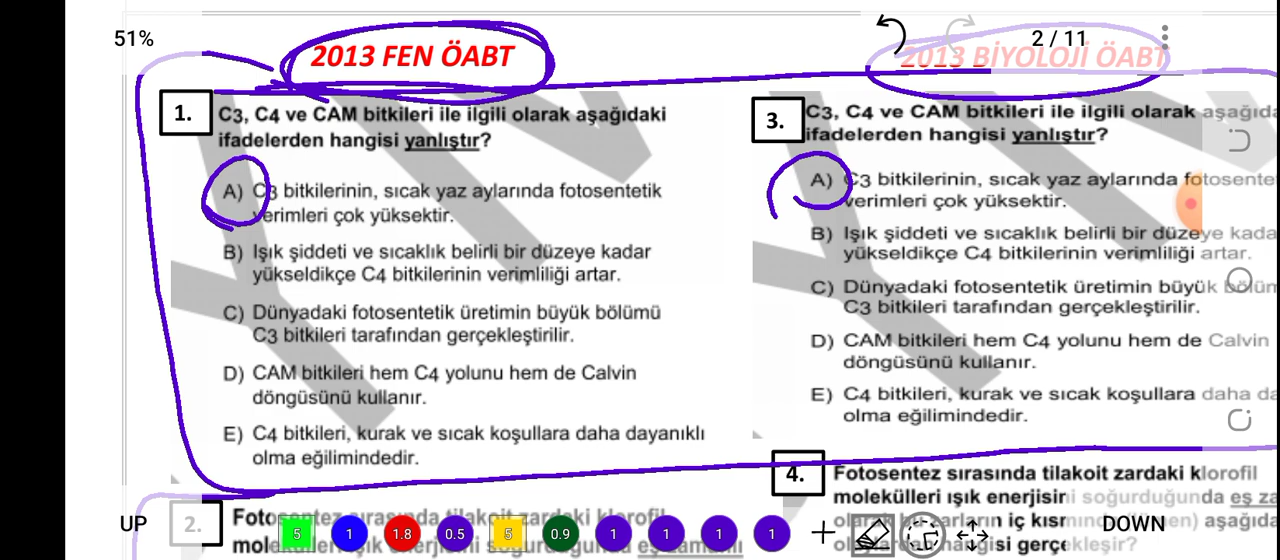 51%
2013 FEN ÖABT
2013 BİYOLOJİ ÖABT
2 / 11
1.
C3, C4 ve CAM bitkileri ile ilgili olarak aşağıdaki
ifadelerden hangisi yanlıştır?
A) C3 bitkilerinin, sıcak yaz aylarında fotosentetik
verimleri çok yüksektir.
B) Işık şiddeti ve sıcaklık belirli bir düzeye kadar
yükseldikçe C4 bitkilerinin verimliliği artar.
C) Dünyadaki fotosentetik üretimin büyük bölümü
C3 bitkileri tarafından gerçekleştirilir.
D) CAM bitkileri hem C4 yolunu hem de Calvin
döngüsünü kullanır.
E) C4 bitkileri, kurak ve sıcak koşullara daha dayanıklı
olma eğilimindedir.
2.
Fotosentez sırasında tilakoit zardaki klorofil
3.
C3, C4 ve CAM bitkileri ile ilgili olarak aşağıda
ifadelerden hangisi yanlıştır?
A) C3 bitkilerinin, sıcak yaz aylarında fotosente
verimleri çok yüksektir.
B) Işık şiddeti ve sıcaklık belirli bir düzeye kada
yükseldikçe C4 bitkilerinin verimliliği artar.
C) Dünyadaki fotosentetik üretimin büyük bölüm
C3 bitkileri tarafından gerçekleştirilir.
D) CAM bitkileri hem C4 yolunu hem de Calvin
döngüsünü kullanır.
E) C4 bitkileri, kurak ve sıcak koşullara daha da
olma eğilimindedir.
4.
Fotosentez sırasında tilakoit zardaki klorofil
molekülleri ışık enerjisini soğurduğunda eş za
UP
5
1
1.8
0.5
5
0.9
1
1
1
1
DOWN